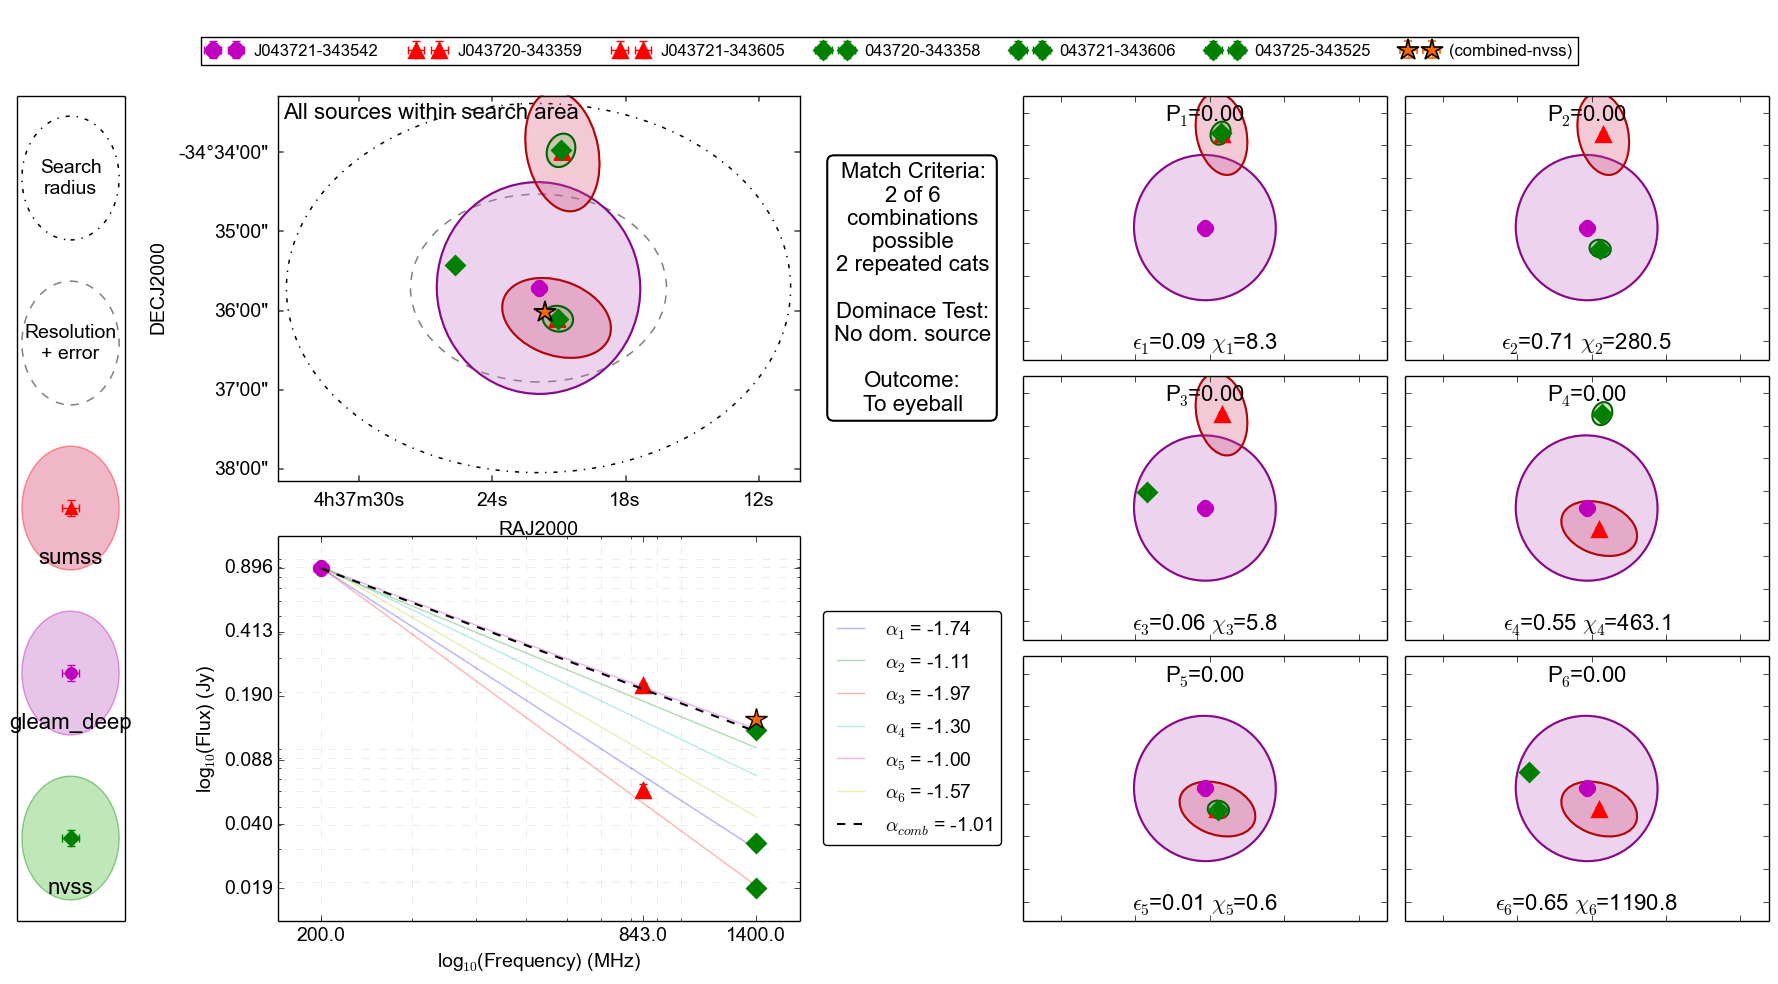 J043721-343542 J043720-343359 J043721-343605 043720-343358 043721-343606 043725-343525 (combined-nvss)
Search
radius
Resolution
+ error
sumss
gleam_deep
nvss
All sources within search area
DECJ2000
-34°34'00"
35'00"
36'00"
37'00"
38'00"
4h37m30s 24s 18s 12s
RAJ2000
log10(Flux) (Jy)
0.896
0.413
0.190
0.088
0.040
0.019
200.0 843.0 1400.0
log10(Frequency) (MHz)
Match Criteria:
2 of 6
combinations
possible
2 repeated cats
Dominace Test:
No dom. source
Outcome:
To eyeball
α1 = -1.74
α2 = -1.11
α3 = -1.97
α4 = -1.30
α5 = -1.00
α6 = -1.57
αcomb = -1.01
P1=0.00
ϵ1=0.09 χ1=8.3
P2=0.00
ϵ2=0.71 χ2=280.5
P3=0.00
ϵ3=0.06 χ3=5.8
P4=0.00
ϵ4=0.55 χ4=463.1
P5=0.00
ϵ5=0.01 χ5=0.6
P6=0.00
ϵ6=0.65 χ6=1190.8